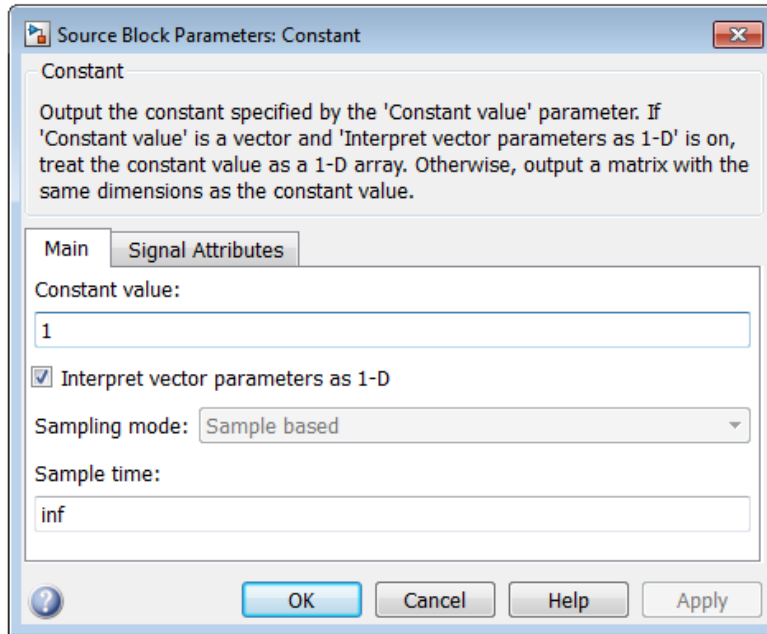 Source Block Parameters: Constant
Constant
Output the constant specified by the 'Constant value' parameter. If
'Constant value' is a vector and 'Interpret vector parameters as 1-D' is on,
treat the constant value as a 1-D array. Otherwise, output a matrix with the
same dimensions as the constant value.
Main Signal Attributes
Constant value:
1
Interpret vector parameters as 1-D
Sampling mode: Sample based
Sample time:
inf
? OK Cancel Help Apply